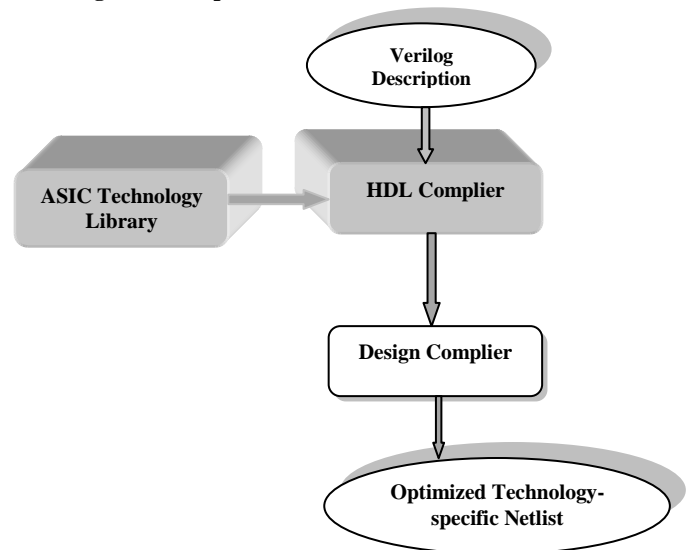 Verilog
Description
ASIC Technology
Library
HDL Complier
Design Complier
Optimized Technology-
specific Netlist